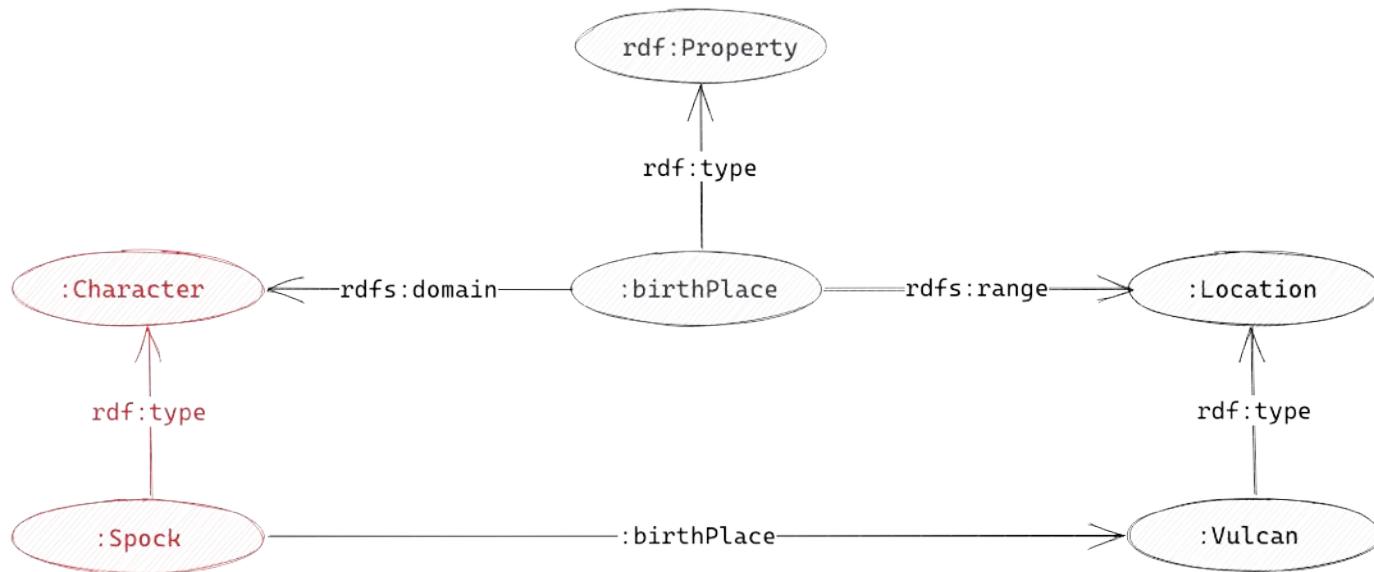 rdf:Property
rdf:type
:Character
rdfs:domain
:birthPlace
rdfs:range
:Location
rdf:type
rdf:type
:Spock
:birthPlace
:Vulcan